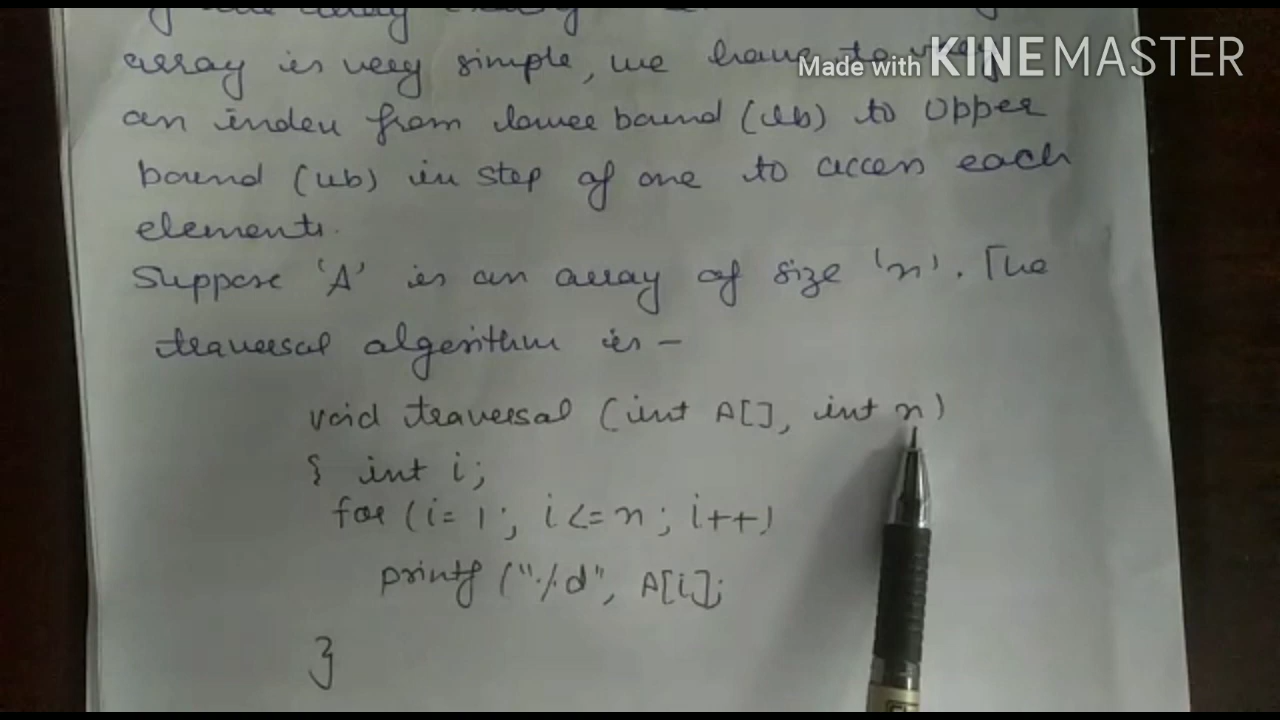 array is very simple, we have to vary
Made with KINEMASTER
an index from lower bound (lb) to Upper
bound (ub) in step of one to access each
elements.
Suppose 'A' is an array of size 'n'. The
traversal algorithm is -
void traversal (int A[], int n)
{ int i;
for (i= 1; i <= n; i++)
printf ("%d", A[i];
}